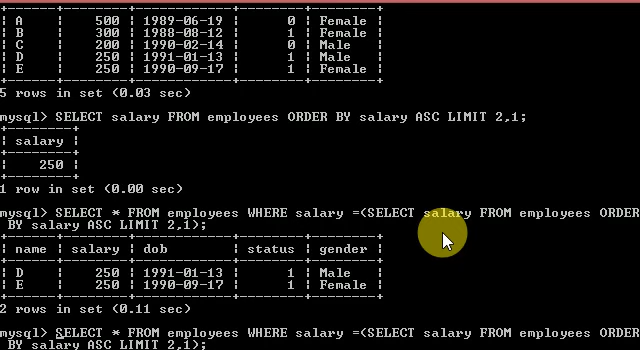 +------+--------+------------+--------+--------+
¦ A    ¦    500 ¦ 1989-06-19 ¦      0 ¦ Female ¦
¦ B    ¦    300 ¦ 1988-08-12 ¦      1 ¦ Female ¦
¦ C    ¦    200 ¦ 1990-02-14 ¦      0 ¦ Male   ¦
¦ D    ¦    250 ¦ 1991-01-13 ¦      1 ¦ Male   ¦
¦ E    ¦    250 ¦ 1990-09-17 ¦      1 ¦ Female ¦
+------+--------+------------+--------+--------+
5 rows in set (0.03 sec)
mysql> SELECT salary FROM employees ORDER BY salary ASC LIMIT 2,1;
+--------+
¦ salary ¦
+--------+
¦    250 ¦
+--------+
1 row in set (0.00 sec)
mysql> SELECT * FROM employees WHERE salary =(SELECT salary FROM employees ORDER
 BY salary ASC LIMIT 2,1);
+------+--------+------------+--------+--------+
¦ name ¦ salary ¦ dob        ¦ status ¦ gender ¦
+------+--------+------------+--------+--------+
¦ D    ¦    250 ¦ 1991-01-13 ¦      1 ¦ Male   ¦
¦ E    ¦    250 ¦ 1990-09-17 ¦      1 ¦ Female ¦
+------+--------+------------+--------+--------+
2 rows in set (0.11 sec)
mysql> SELECT * FROM employees WHERE salary =(SELECT salary FROM employees ORDER
 BY salary ASC LIMIT 2,1);